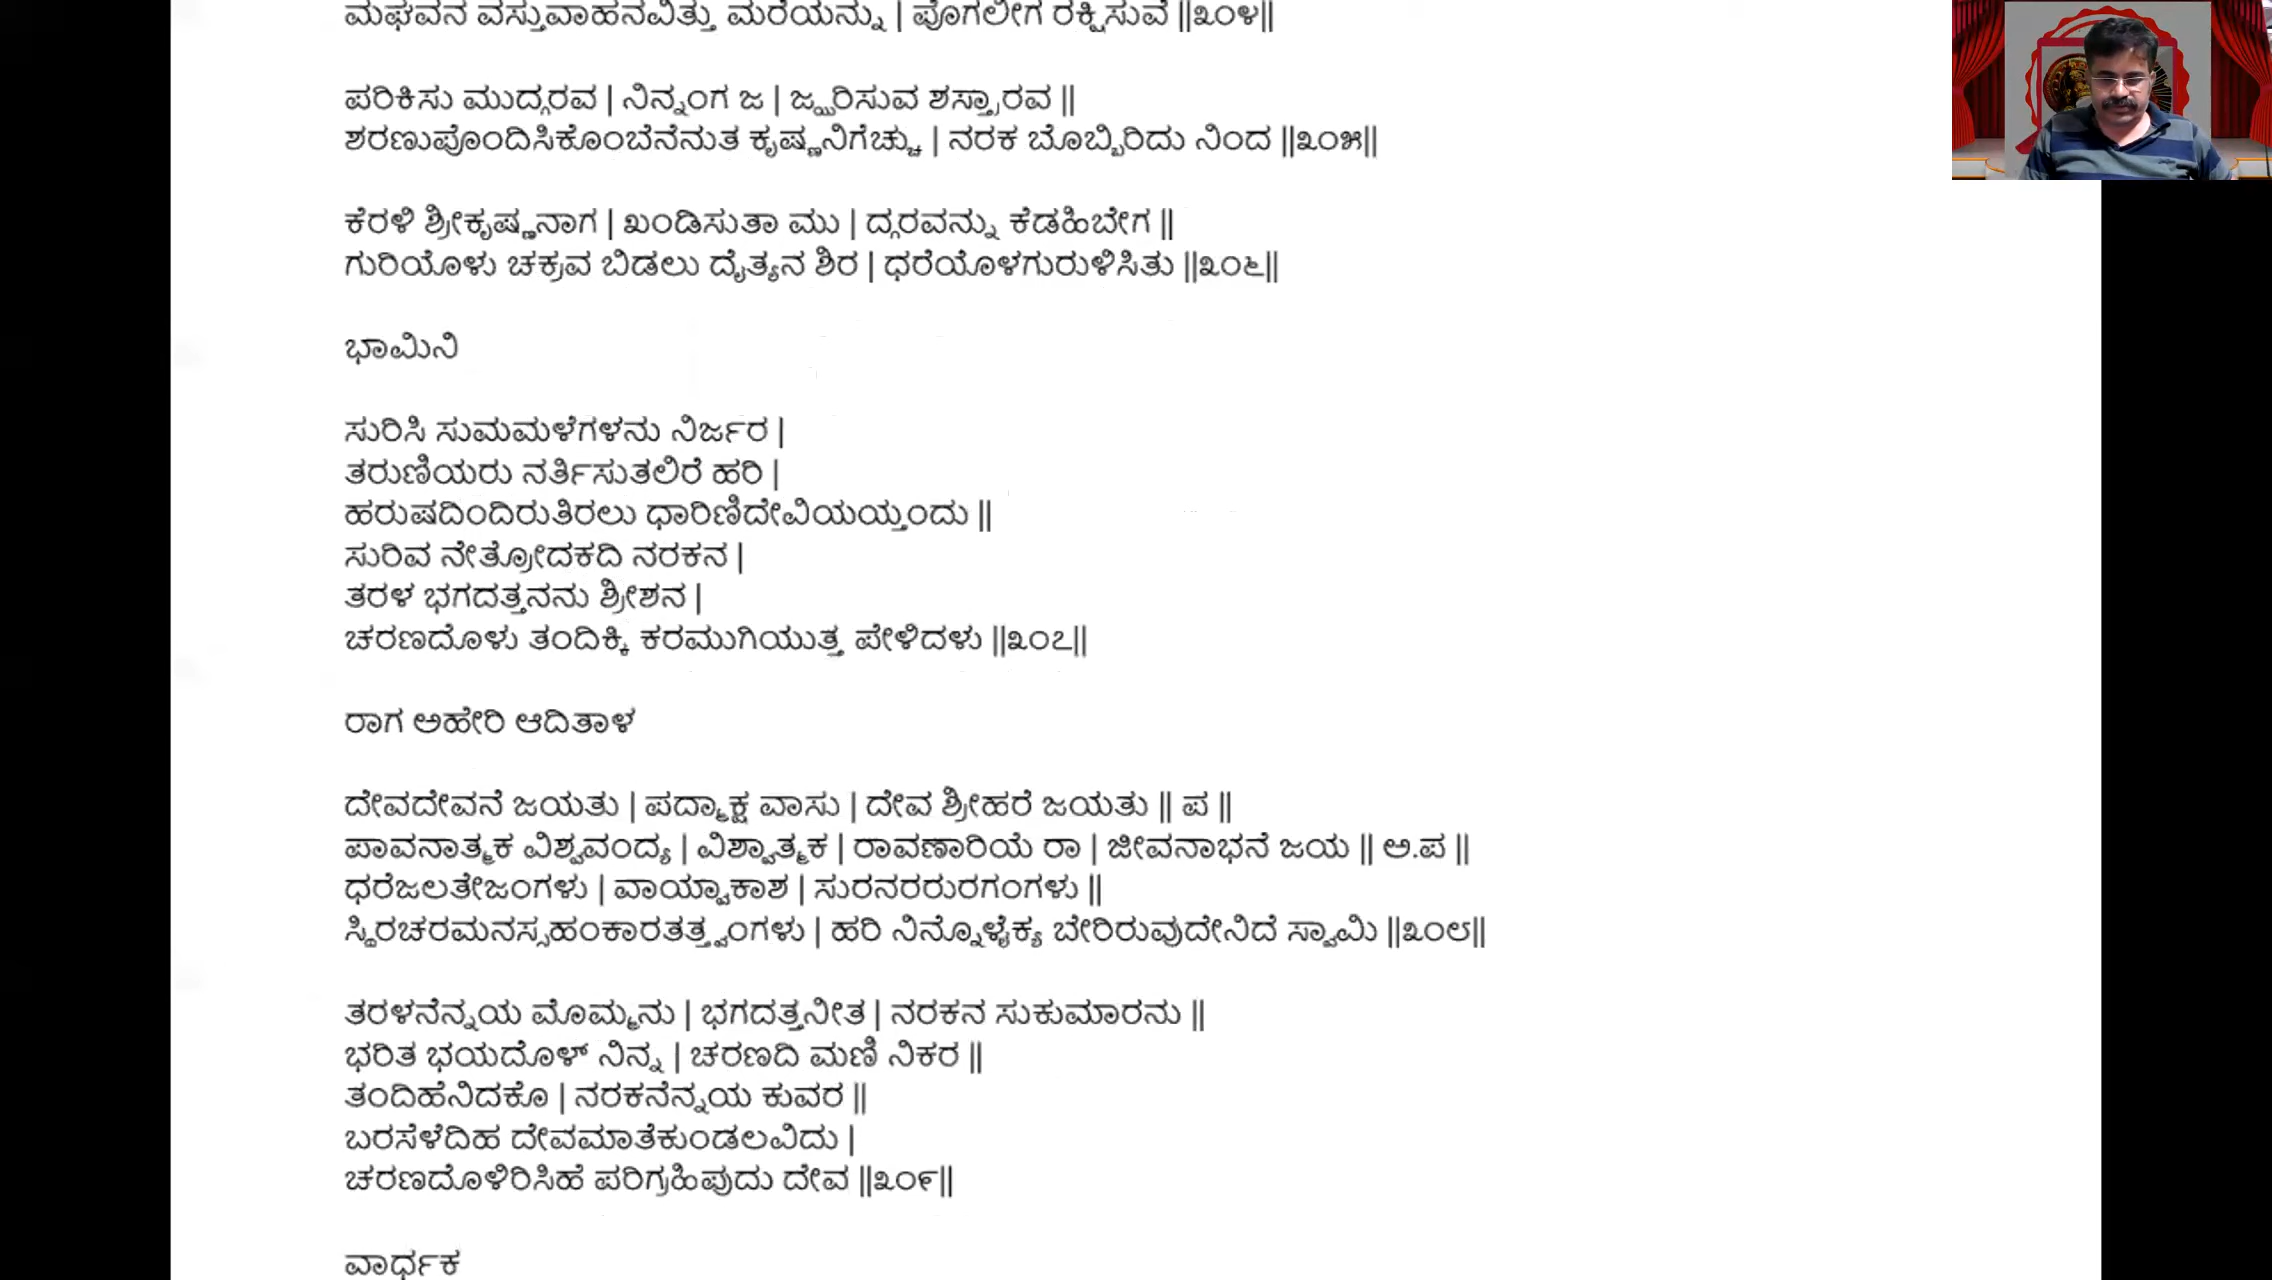 ಮಘವನ ವಸ್ತುವಾಹನವಿತ್ತು ಮರೆಯನ್ನು | ಪೊಗಲೀಗ ರಕ್ಷಿಸುವೆ ||೩೦೪||
ಪರಿಕಿಸು ಮುದ್ಗರವ | ನಿನ್ನಂಗ ಜ | ಜ್ಝರಿಸುವ ಶಸ್ತ್ರಾರವ ||
ಶರಣುಪೊಂದಿಸಿಕೊಂಬೆನೆನುತ ಕೃಷ್ಣನಿಗೆಚ್ಚು | ನರಕ ಬೊಬ್ಬಿರಿದು ನಿಂದ ||೩೦೫||
ಕೆರಳಿ ಶ್ರೀಕೃಷ್ಣನಾಗ | ಖಂಡಿಸುತಾ ಮು | ದ್ಗರವನ್ನು ಕೆಡಹಿಬೇಗ ||
ಗುರಿಯೊಳು ಚಕ್ರವ ಬಿಡಲು ದೈತ್ಯನ ಶಿರ | ಧರೆಯೊಳಗುರುಳಿಸಿತು ||೩೦೬||
ಭಾಮಿನಿ
ಸುರಿಸಿ ಸುಮಮಳೆಗಳನು ನಿರ್ಜರ |
ತರುಣಿಯರು ನರ್ತಿಸುತಲಿರೆ ಹರಿ |
ಹರುಷದಿಂದಿರುತಿರಲು ಧಾರಿಣಿದೇವಿಯಯ್ತಂದು ||
ಸುರಿವ ನೇತ್ರೋದಕದಿ ನರಕನ |
ತರಳ ಭಗದತ್ತನನು ಶ್ರೀಶನ |
ಚರಣದೊಳು ತಂದಿಕ್ಕಿ ಕರಮುಗಿಯುತ್ತ ಪೇಳಿದಳು ||೩೦೭||
ರಾಗ ಅಹೇರಿ ಆದಿತಾಳ
ದೇವದೇವನೆ ಜಯತು | ಪದ್ಮಾಕ್ಷ ವಾಸು | ದೇವ ಶ್ರೀಹರೆ ಜಯತು || ಪ ||
ಪಾವನಾತ್ಮಕ ವಿಶ್ವವಂದ್ಯ | ವಿಶ್ವಾತ್ಮಕ | ರಾವಣಾರಿಯೆ ರಾ | ಜೀವನಾಭನೆ ಜಯ || ಅ.ಪ ||
ಧರೆಜಲತೇಜಂಗಳು | ವಾಯ್ವಾಕಾಶ | ಸುರನರರುರಗಂಗಳು ||
ಸ್ಥಿರಚರಮನಸ್ಸಹಂಕಾರತತ್ತ್ವಂಗಳು | ಹರಿ ನಿನ್ನೊಳೈಕ್ಯ ಬೇರಿರುವುದೇನಿದೆ ಸ್ವಾಮಿ ||೩೦೮||
ತರಳನೆನ್ನಯ ಮೊಮ್ಮನು | ಭಗದತ್ತನೀತ | ನರಕನ ಸುಕುಮಾರನು ||
ಭರಿತ ಭಯದೊಳ್ ನಿನ್ನ | ಚರಣದಿ ಮಣಿ ನಿಕರ ||
ತಂದಿಹೆನಿದಕೊ | ನರಕನೆನ್ನಯ ಕುವರ ||
ಬರಸೆಳೆದಿಹ ದೇವಮಾತೆಕುಂಡಲವಿದು |
ಚರಣದೊಳಿರಿಸಿಹೆ ಪರಿಗ್ರಹಿಪುದು ದೇವ ||೩೦೯||
ವಾರ್ಧಕ